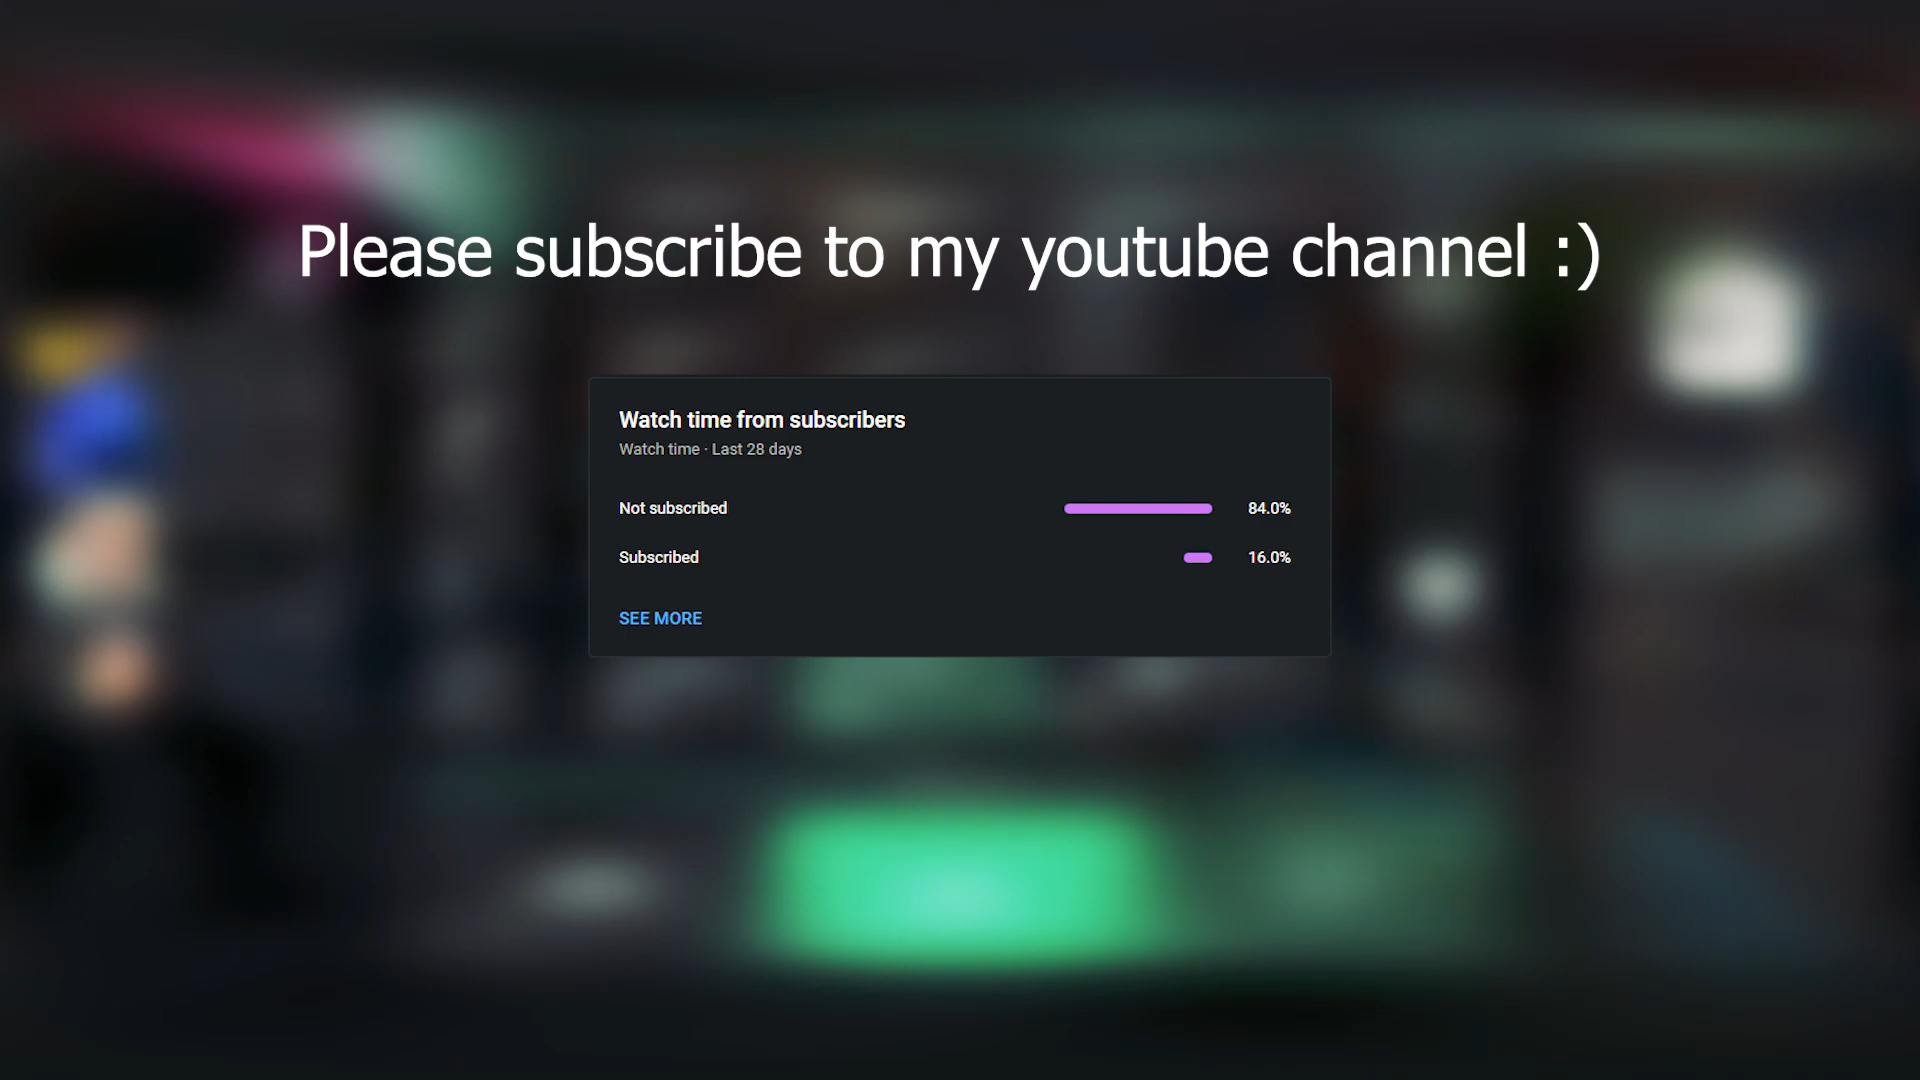 Please subscribe to my youtube channel :)
Watch time from subscribers
Watch time · Last 28 days
Not subscribed 84.0%
Subscribed 16.0%
SEE MORE